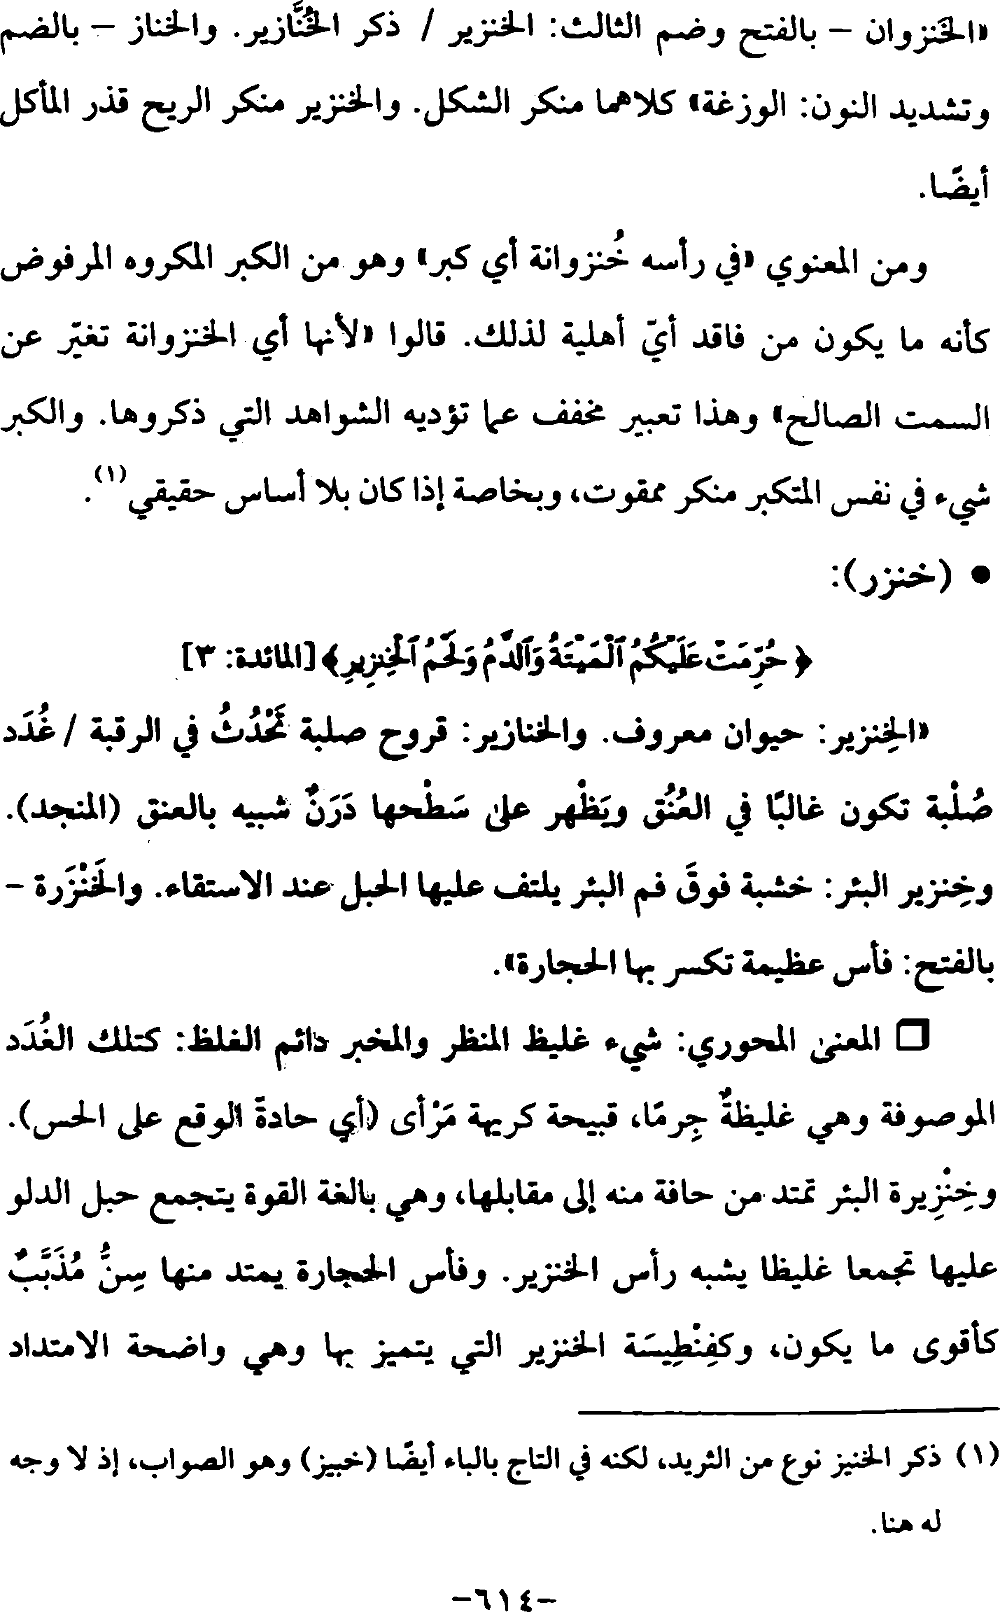 «الخَنزوان – بالفتح وضم الثالث: الخنزير / ذكر الخُنَّازير. والخناز – بالضم
وتشديد النون: الوزغة» كلاهما منكر الشكل. والخنزير منكر الريح قذر المأكل
أيضًا.
ومن المعنوي «في رأسه خُنزوانة أي كبر» وهو من الكبر المكروه المرفوض
كأنه ما يكون من فاقد أيّ أهلية لذلك. قالوا «لأنها أي الخنزوانة تغيّر عن
السمت الصالح» وهذا تعبير مخفف عما تؤديه الشواهد التي ذكروها. والكبر
شيء في نفس المتكبر منكر ممقوت، وبخاصة إذا كان بلا أساس حقيقي(١).
● (خنزر):
﴿حُرِّمَتْ عَلَيْكُمُ ٱلْمَيْتَةُ وَٱلدَّمُ وَلَحْمُ ٱلْخِنزِيرِ﴾ [المائدة: ٣]
«الخِنزير: حيوان معروف. والخنازير: قروح صلبة تَحْدُثُ في الرقبة / غُدَد
صُلْبة تكون غالبًا في العُنُق ويَظْهر على سَطْحها دَرَنٌ شبيه بالعنق (المنجد).
وخِنزير البئر: خشبة فوقَ فم البئر يلتف عليها الحبل عند الاستقاء. والخَنْزَرة –
بالفتح: فأس عظيمة تكسر بها الحجارة».
❒ المعنى المحوري: شيء غليظ المنظر والمخبر دائم الغلظ: كتلك الغُدَد
الموصوفة وهي غليظةٌ جِرمًا، قبيحة كريهة مَرْأى (أي حادةً الوقع على الحس).
وخِنْزِيرة البئر تمتد من حافة منه إلى مقابلها، وهي بالغة القوة يتجمع حبل الدلو
عليها تجمعا غليظا يشبه رأس الخنزير. وفأس الحجارة يمتد منها سِنٌّ مُذَبَّبٌ
كأقوى ما يكون، وكفِنْطِيسَة الخنزير التي يتميز بها وهي واضحة الامتداد
(١) ذكر الخنيز نوع من الثريد، لكنه في التاج بالباء أيضًا (خبيز) وهو الصواب، إذ لا وجه
له هنا.
-٦١٤-